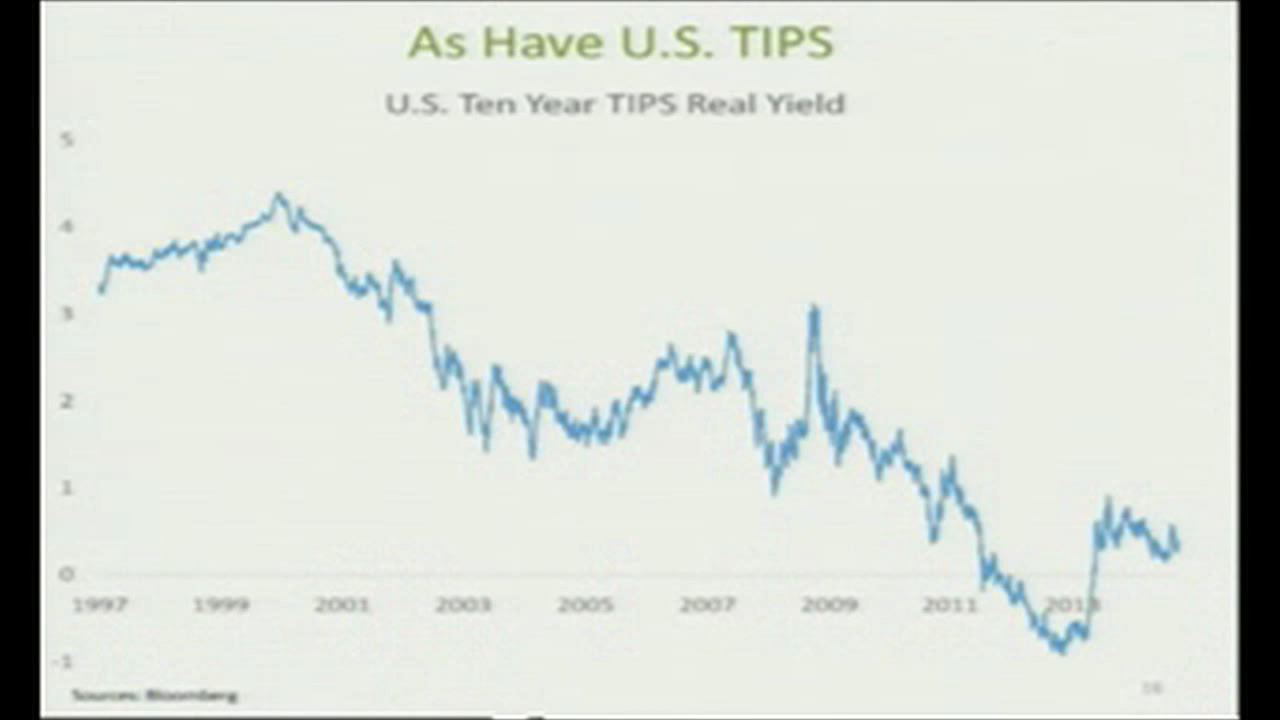 As Have U.S. TIPS
U.S. Ten Year TIPS Real Yield
5
4
3
2
1
0
1997 1999 2001 2003 2005 2007 2009 2011 2013
-1
Sources: Bloomberg